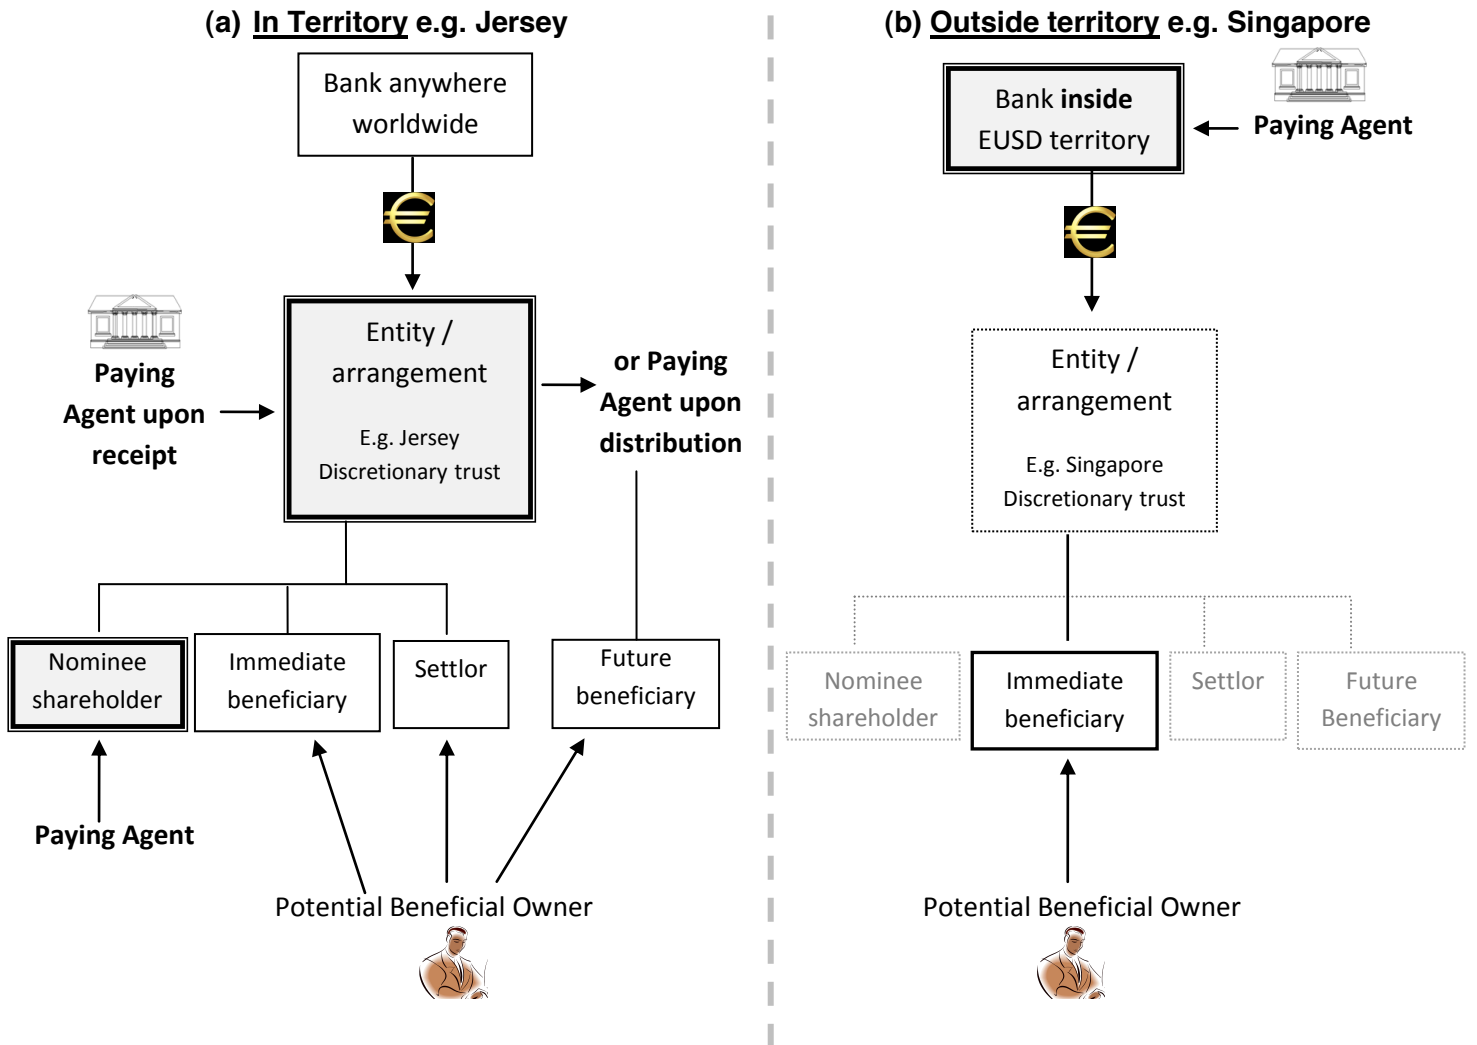 (a) In Territory e.g. Jersey
Bank anywhere
worldwide
Paying
Agent upon
receipt
Entity /
arrangement
E.g. Jersey
Discretionary trust
or Paying
Agent upon
distribution
Nominee
shareholder
Immediate
beneficiary
Settlor
Future
beneficiary
Paying Agent
Potential Beneficial Owner
(b) Outside territory e.g. Singapore
Bank inside
EUSD territory
Paying Agent
Entity /
arrangement
E.g. Singapore
Discretionary trust
Nominee
shareholder
Immediate
beneficiary
Settlor
Future
Beneficiary
Potential Beneficial Owner